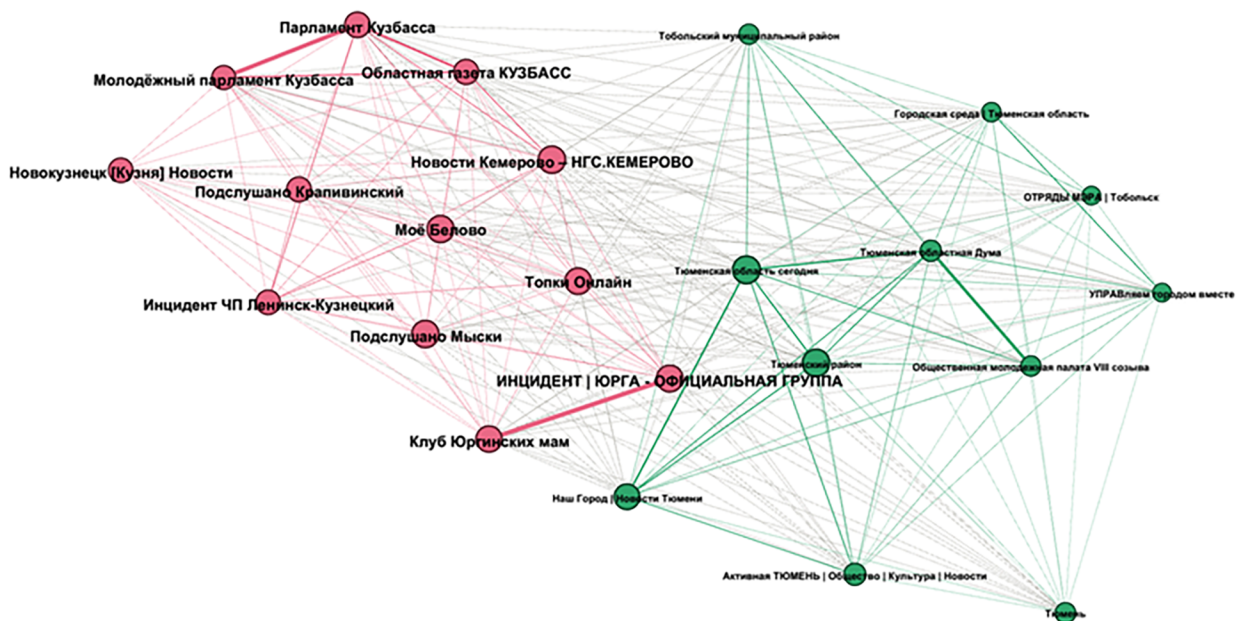 Парламент Кузбасса
Тобольский муниципальный район
Молодёжный парламент Кузбасса
Областная газета КУЗБАСС
Городская среда | Тюменская область
Новокузнецк [Кузня] Новости
Новости Кемерово – НГС.КЕМЕРОВО
Подслушано Крапивинский
ОТРЯДЫ МЭРА | Тобольск
Моё Белово
Тюменская областная Дума
Тюменская область сегодня
Топки Онлайн
УПРАВляем городом вместе
Инцидент ЧП Ленинск-Кузнецкий
Подслушано Мыски
Тюменский район
Общественная молодежная палата VIII созыва
ИНЦИДЕНТ | ЮРГА - ОФИЦИАЛЬНАЯ ГРУППА
Клуб Юргинских мам
Наш Город | Новости Тюмени
Активная ТЮМЕНЬ | Общество | Культура | Новости
Тюмень